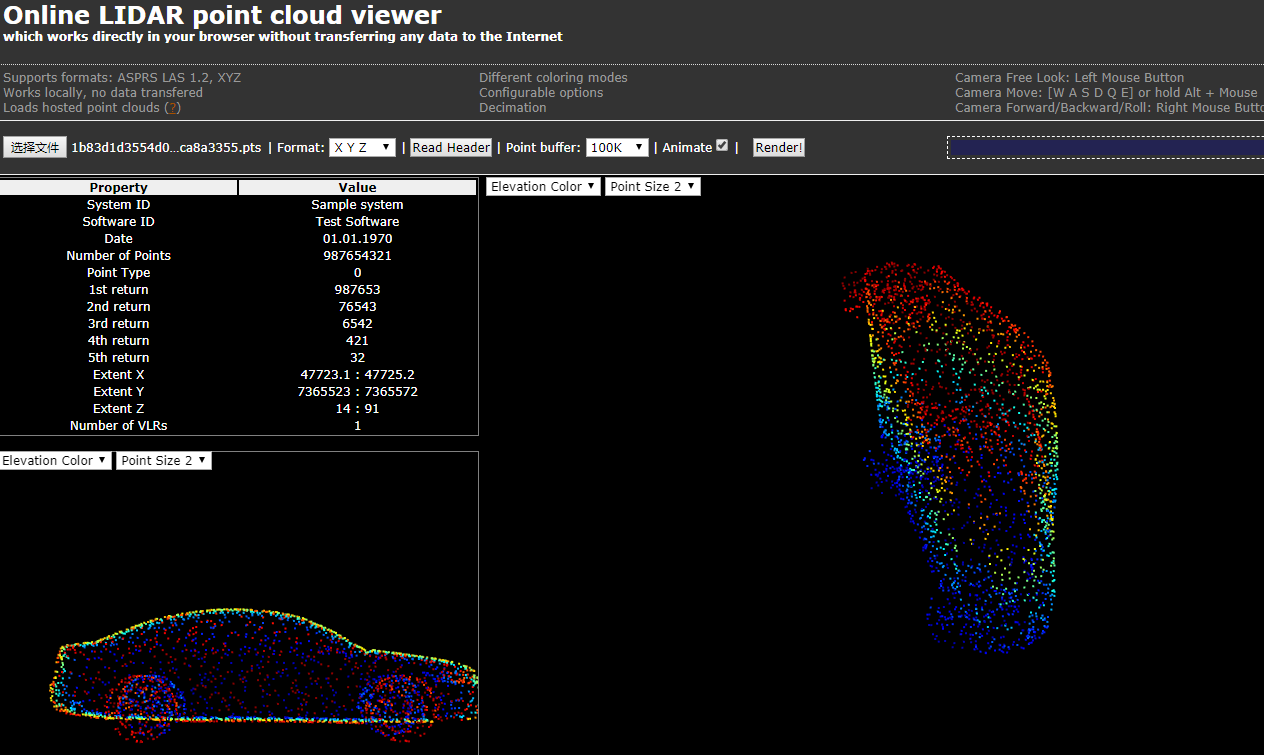 Online LIDAR point cloud viewer
which works directly in your browser without transferring any data to the Internet
Supports formats: ASPRS LAS 1.2, XYZ
Works locally, no data transfered
Loads hosted point clouds (?)
Different coloring modes
Configurable options
Decimation
Camera Free Look: Left Mouse Button
Camera Move: [W A S D Q E] or hold Alt + Mouse
Camera Forward/Backward/Roll: Right Mouse Butto
选择文件 1b83d1d3554d0...ca8a3355.pts | Format: X Y Z | Read Header | Point buffer: 100K | Animate | Render!
Property Value
System ID Sample system
Software ID Test Software
Date 01.01.1970
Number of Points 987654321
Point Type 0
1st return 987653
2nd return 76543
3rd return 6542
4th return 421
5th return 32
Extent X 47723.1 : 47725.2
Extent Y 7365523 : 7365572
Extent Z 14 : 91
Number of VLRs 1
Elevation Color Point Size 2
Elevation Color Point Size 2